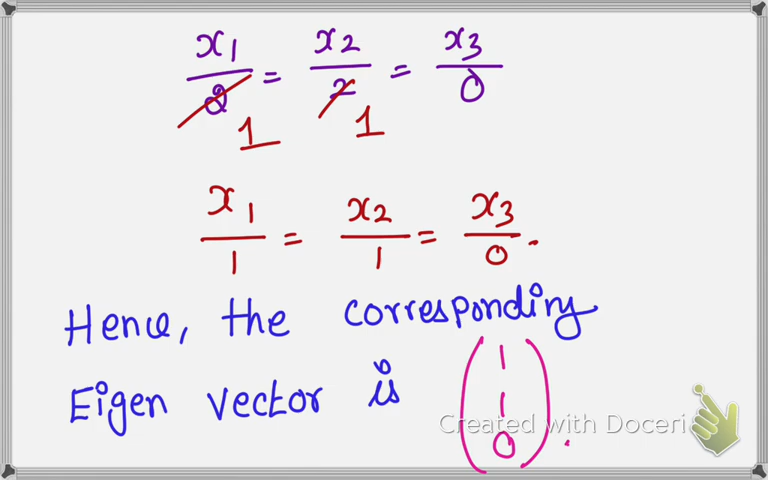 x1/2 = x2/2 = x3/0
1 1
x1/1 = x2/1 = x3/0.
Hence, the corresponding
Eigen vector is (1 1 0).
Created with Doceri